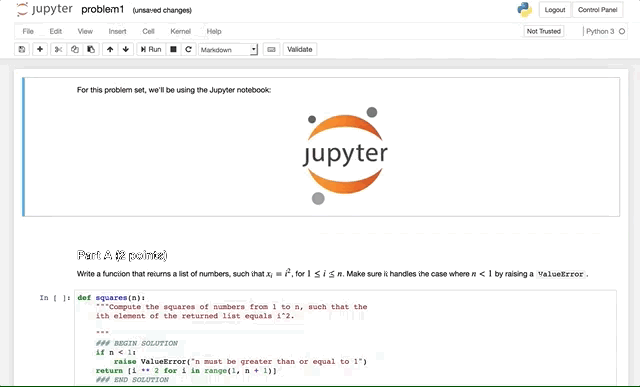 jupyter problem1 (unsaved changes) Logout Control Panel
File Edit View Insert Cell Kernel Help Not Trusted Python 3
Run Markdown Validate
For this problem set, we'll be using the Jupyter notebook:
jupyter
Part A (2 points)
Write a function that returns a list of numbers, such that xᵢ = i², for 1 ≤ i ≤ n. Make sure it handles the case where n < 1 by raising a ValueError.
In [ ]: def squares(n):
"""Compute the squares of numbers from 1 to n, such that the
ith element of the returned list equals i^2.
"""
### BEGIN SOLUTION
if n < 1:
raise ValueError("n must be greater than or equal to 1")
return [i ** 2 for i in range(1, n + 1)]
### END SOLUTION